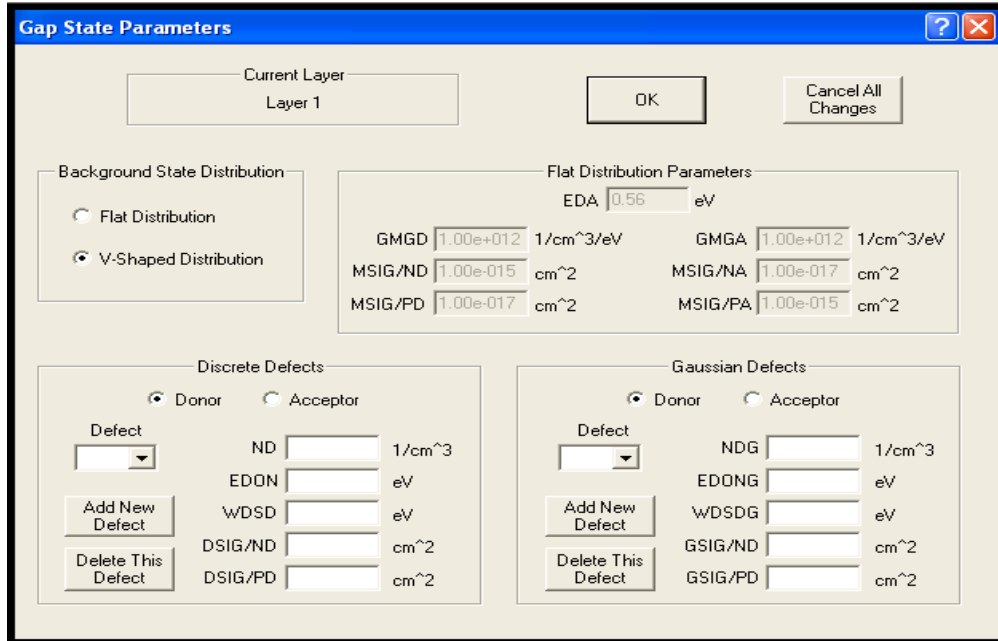 Gap State Parameters
?
Current Layer
Layer 1
OK
Cancel All
Changes
Background State Distribution
Flat Distribution
V-Shaped Distribution
Flat Distribution Parameters
EDA 0.56 eV
GMGD 1.00e+012 1/cm^3/eV GMGA 1.00e+012 1/cm^3/eV
MSIG/ND 1.00e-015 cm^2 MSIG/NA 1.00e-017 cm^2
MSIG/PD 1.00e-017 cm^2 MSIG/PA 1.00e-015 cm^2
Discrete Defects
Donor Acceptor
Defect
ND 1/cm^3
EDON eV
Add New
Defect
WDSD eV
DSIG/ND cm^2
Delete This
Defect
DSIG/PD cm^2
Gaussian Defects
Donor Acceptor
Defect
NDG 1/cm^3
EDONG eV
Add New
Defect
WDSDG eV
GSIG/ND cm^2
Delete This
Defect
GSIG/PD cm^2